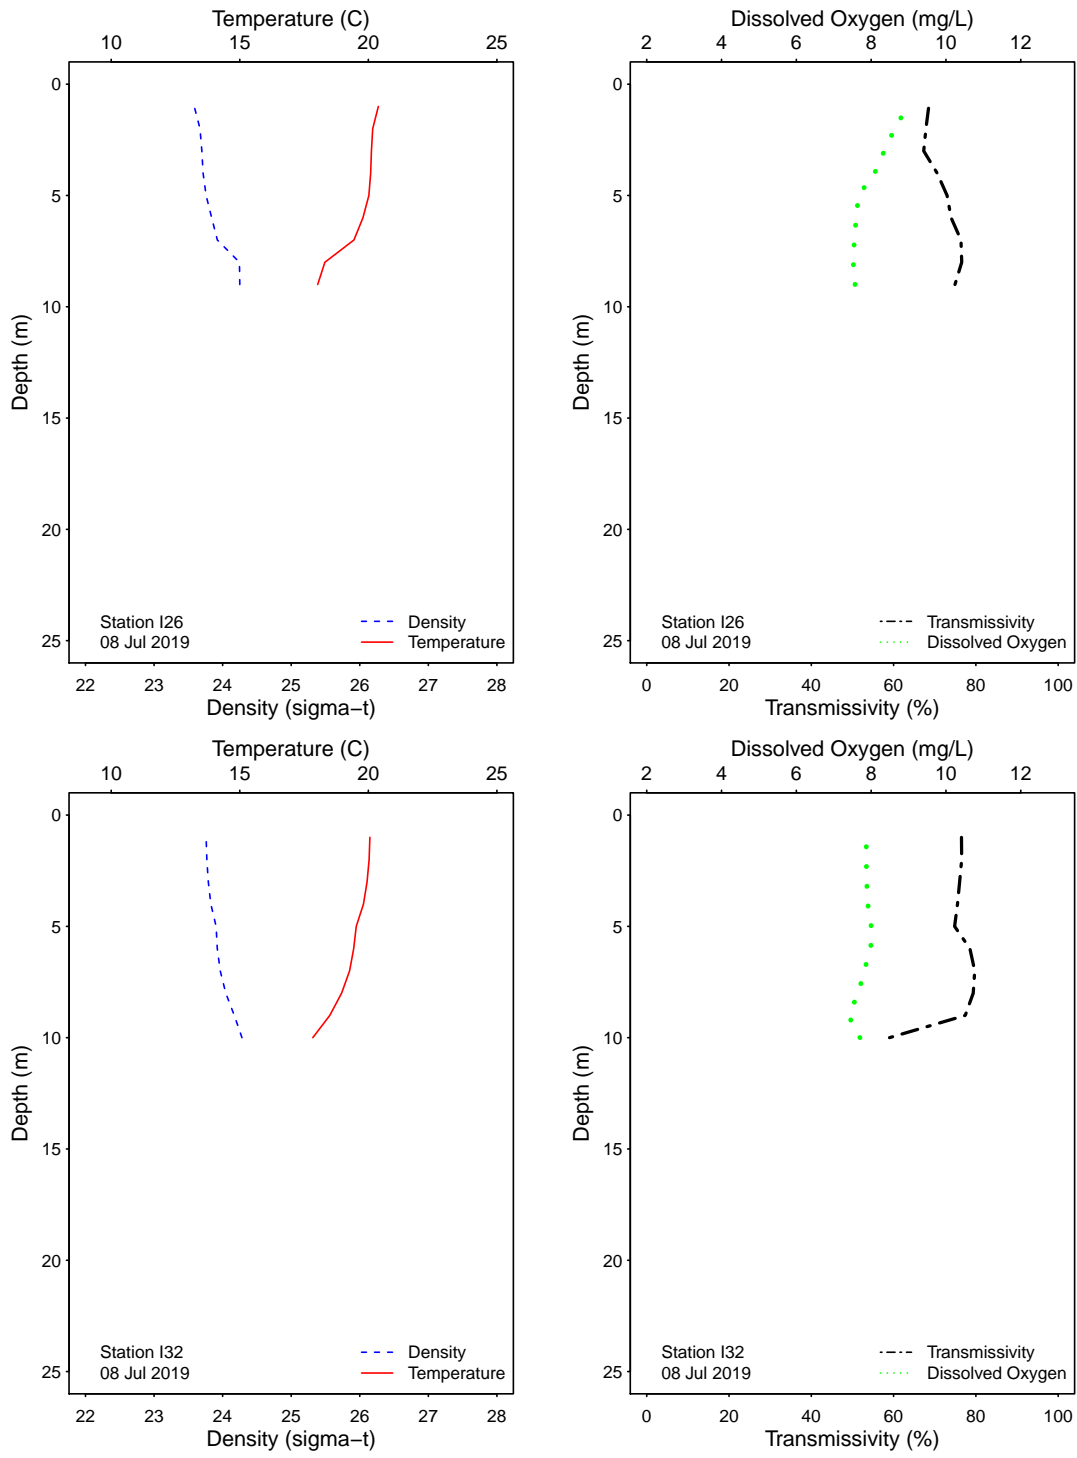 Temperature (C)
10 15 20 25
0
5
10
15
20
25
Depth (m)
Station I26
08 Jul 2019
Density
Temperature
22 23 24 25 26 27 28
Density (sigma−t)
Dissolved Oxygen (mg/L)
2 4 6 8 10 12
0
5
10
15
20
25
Depth (m)
Station I26
08 Jul 2019
Transmissivity
Dissolved Oxygen
0 20 40 60 80 100
Transmissivity (%)
Temperature (C)
10 15 20 25
0
5
10
15
20
25
Depth (m)
Station I32
08 Jul 2019
Density
Temperature
22 23 24 25 26 27 28
Density (sigma−t)
Dissolved Oxygen (mg/L)
2 4 6 8 10 12
0
5
10
15
20
25
Depth (m)
Station I32
08 Jul 2019
Transmissivity
Dissolved Oxygen
0 20 40 60 80 100
Transmissivity (%)